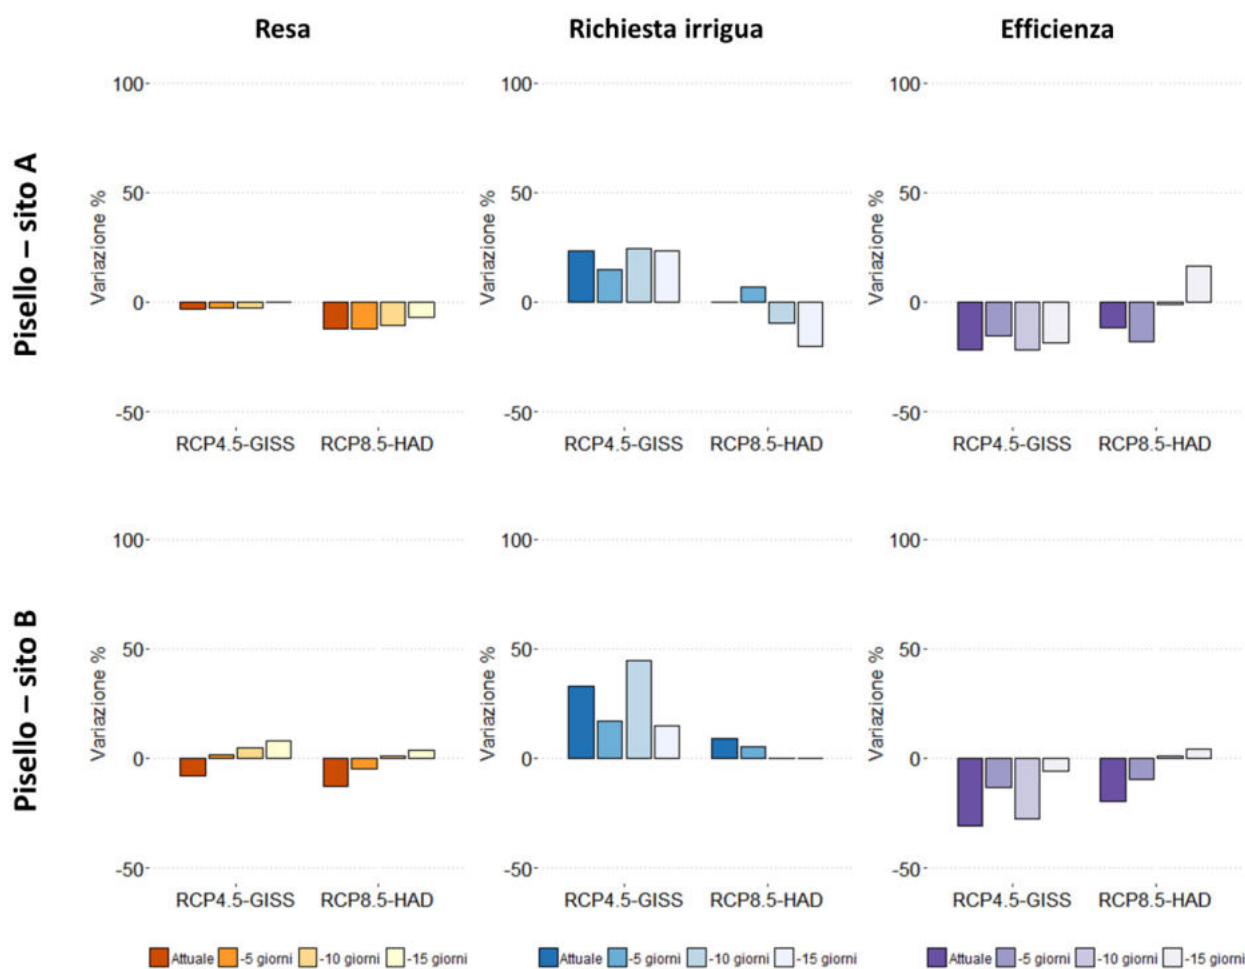 Resa
Richiesta irrigua
Efficienza
Pisello – sito A
Variazione %
100
50
0
-50
RCP4.5-GISS
RCP8.5-HAD
Variazione %
100
50
0
-50
RCP4.5-GISS
RCP8.5-HAD
Variazione %
100
50
0
-50
RCP4.5-GISS
RCP8.5-HAD
Pisello – sito B
Variazione %
100
50
0
-50
RCP4.5-GISS
RCP8.5-HAD
Variazione %
100
50
0
-50
RCP4.5-GISS
RCP8.5-HAD
Variazione %
100
50
0
-50
RCP4.5-GISS
RCP8.5-HAD
Attuale -5 giorni -10 giorni -15 giorni
Attuale -5 giorni -10 giorni -15 giorni
Attuale -5 giorni -10 giorni -15 giorni